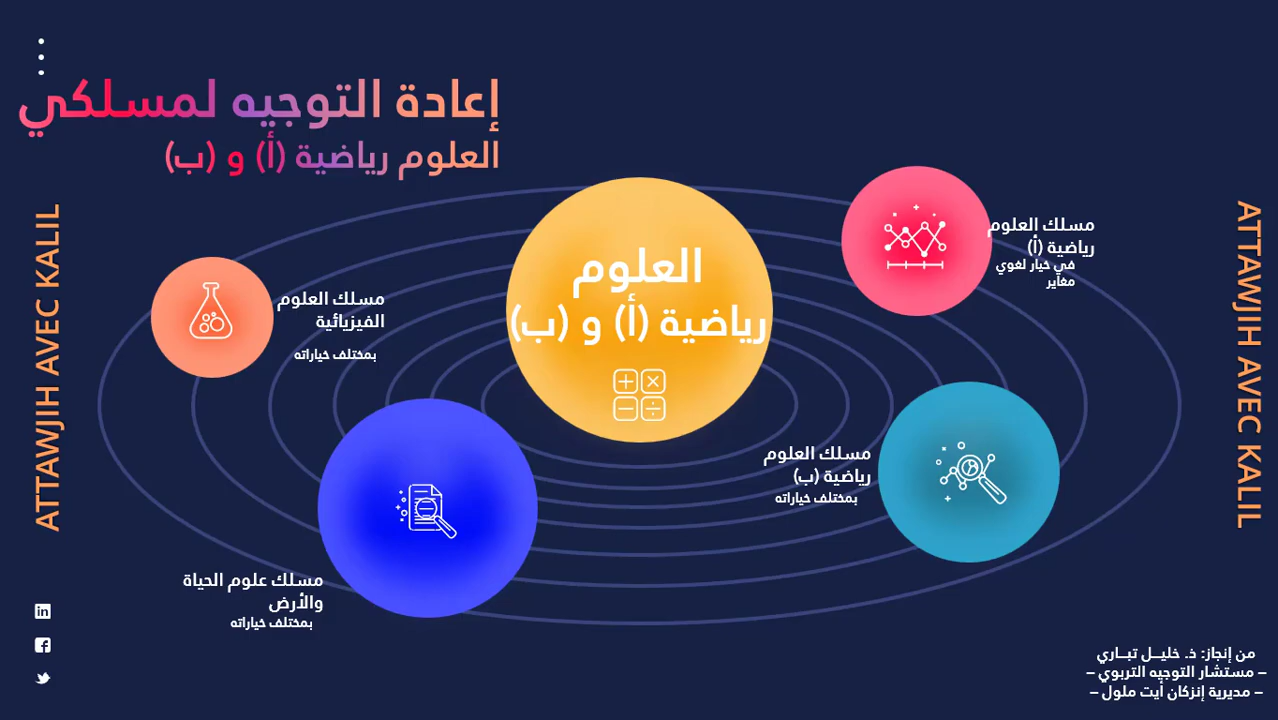 إعادة التوجيه لمسلكي
العلوم رياضية (أ) و (ب)
ATTAWJIH AVEC KALIL
ATTAWJIH AVEC KALIL
العلوم
رياضية (أ) و (ب)
مسلك العلوم
رياضية (أ)
في خيار لغوي
مغاير
مسلك العلوم
الفيزيائية
بمختلف خياراته
مسلك العلوم
رياضية (ب)
بمختلف خياراته
مسلك علوم الحياة
والأرض
بمختلف خياراته
من إنجاز: ذ. خليـل تبـاري
– مستشار التوجيه التربوي –
– مديرية إنزكان أيت ملول –